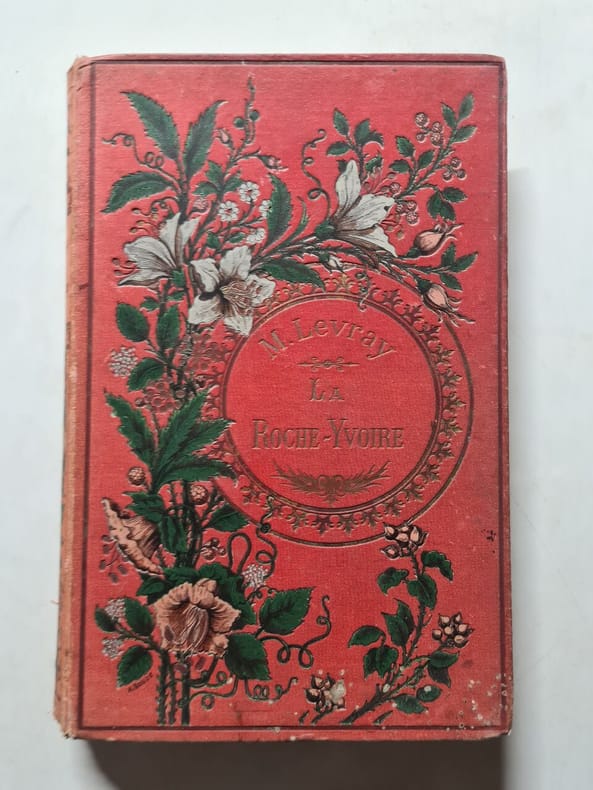 M. Levray
La
Roche-Yvoire